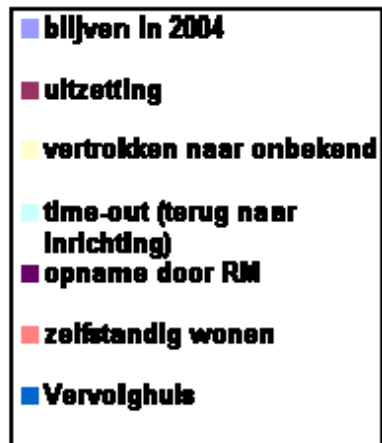 blijven in 2004
uitzetting
vertrokken naar onbekend
time-out (terug naar
inrichting)
opname door RM
zelfstandig wonen
Vervolghuis